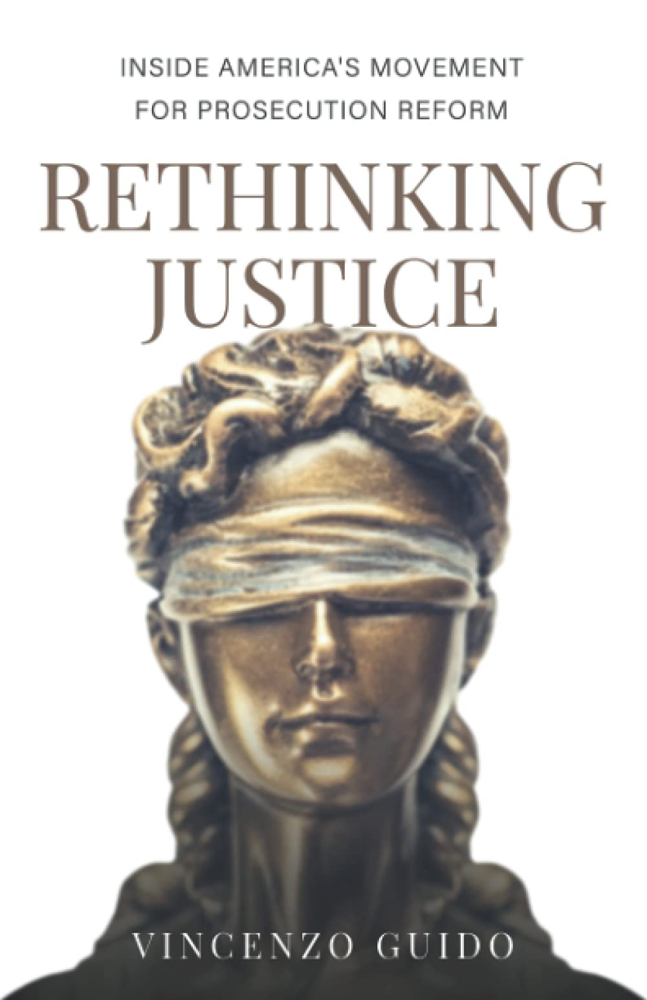 INSIDE AMERICA'S MOVEMENT
FOR PROSECUTION REFORM
RETHINKING
JUSTICE
VINCENZO GUIDO